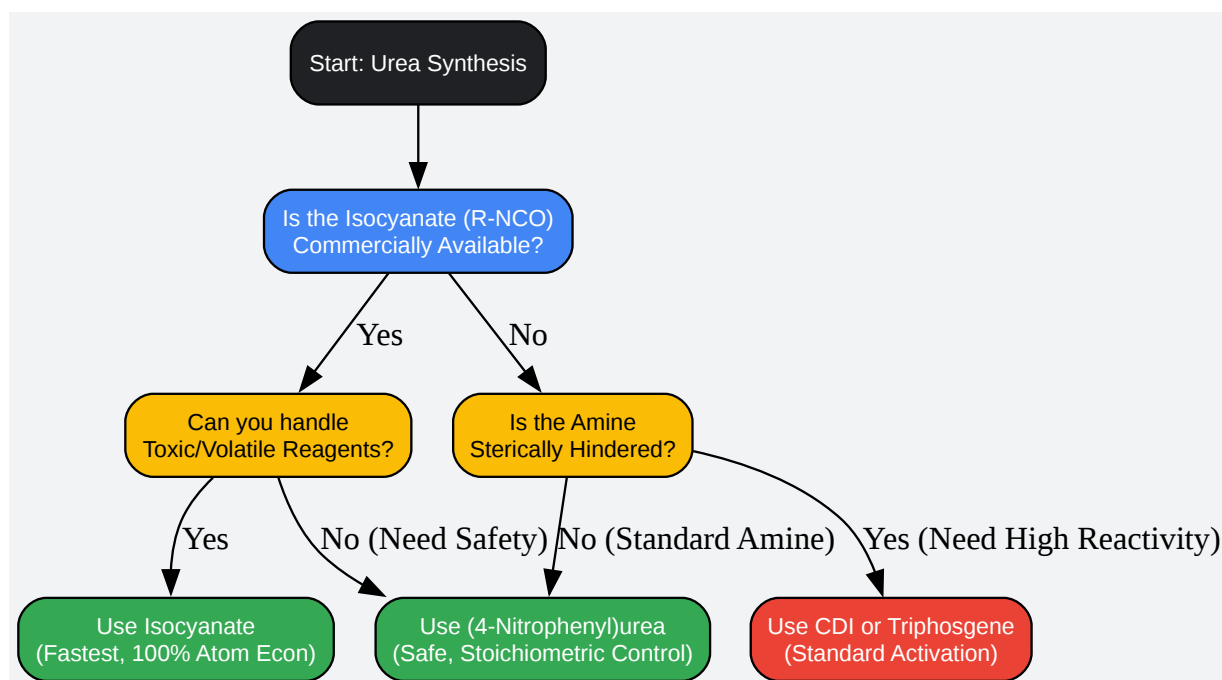 Start: Urea Synthesis
Is the Isocyanate (R-NCO)
Commercially Available?
Yes
No
Can you handle
Toxic/Volatile Reagents?
Is the Amine
Sterically Hindered?
Yes
No (Need Safety)
No (Standard Amine)
Yes (Need High Reactivity)
Use Isocyanate
(Fastest, 100% Atom Econ)
Use (4-Nitrophenyl)urea
(Safe, Stoichiometric Control)
Use CDI or Triphosgene
(Standard Activation)